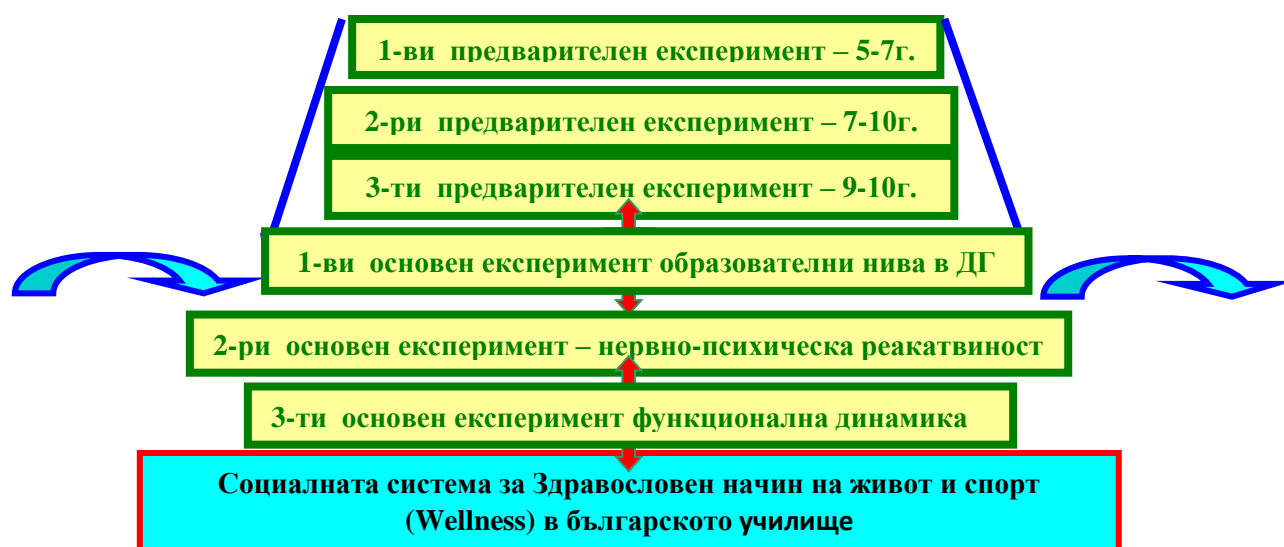 1-ви предварителен експеримент – 5-7г.
2-ри предварителен експеримент – 7-10г.
3-ти предварителен експеримент – 9-10г.
1-ви основен експеримент образователни нива в ДГ
2-ри основен експеримент – нервно-психическа реакатвиност
3-ти основен експеримент функционална динамика
Социалната система за Здравословен начин на живот и спорт
(Wellness) в българското училище